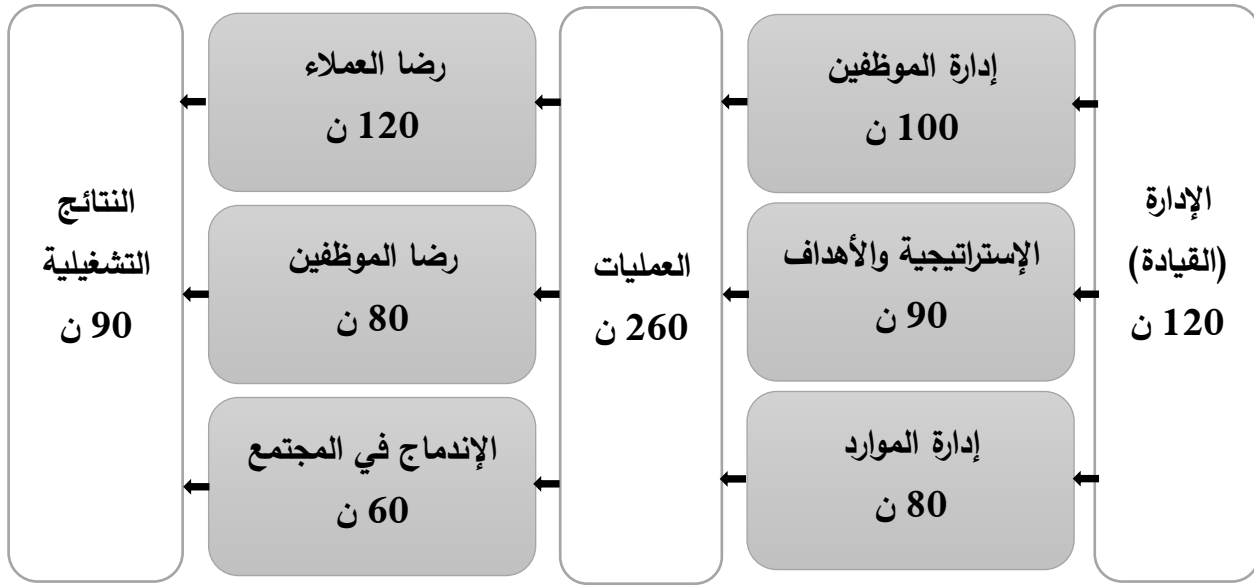 الإدارة
(القيادة)
120 ن
إدارة الموظفين
100 ن
الإستراتيجية والأهداف
90 ن
إدارة الموارد
80 ن
العمليات
260 ن
رضا العملاء
120 ن
رضا الموظفين
80 ن
الإندماج في المجتمع
60 ن
النتائج
التشغيلية
90 ن